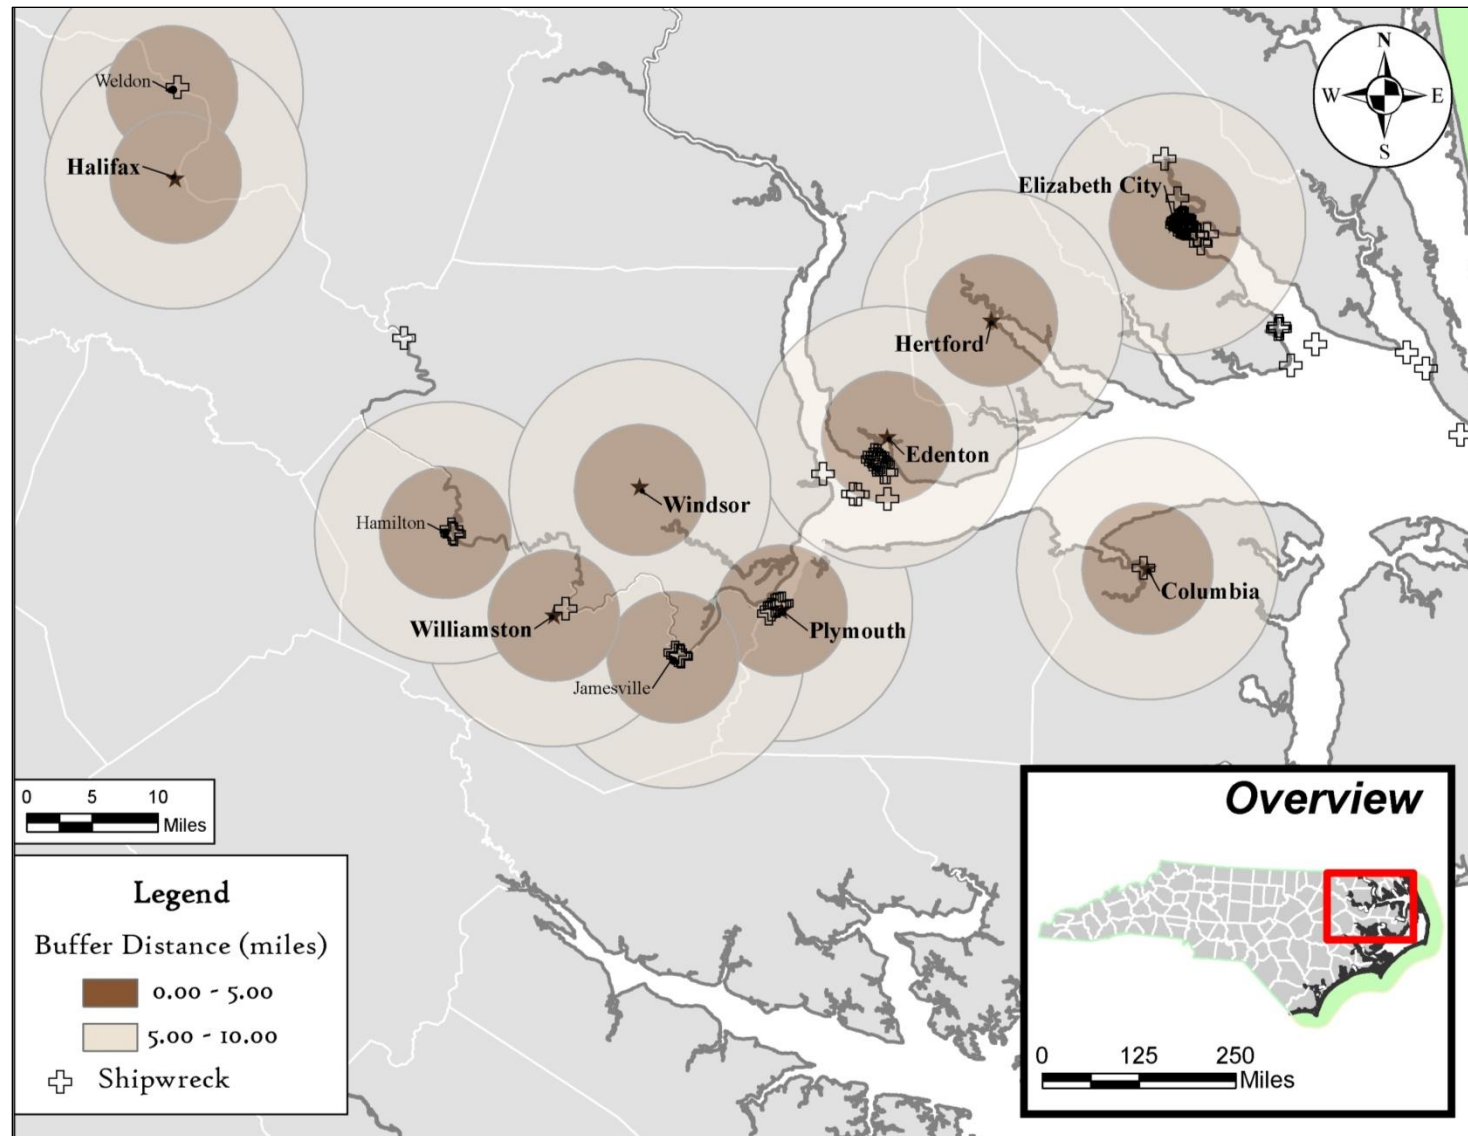 N
W E
S
Weldon
Halifax
Elizabeth City
Hertford
Edenton
Windsor
Hamilton
Columbia
Williamston
Plymouth
Jamesville
0 5 10
Miles
Legend
Buffer Distance (miles)
0.00 - 5.00
5.00 - 10.00
Shipwreck
Overview
0 125 250
Miles